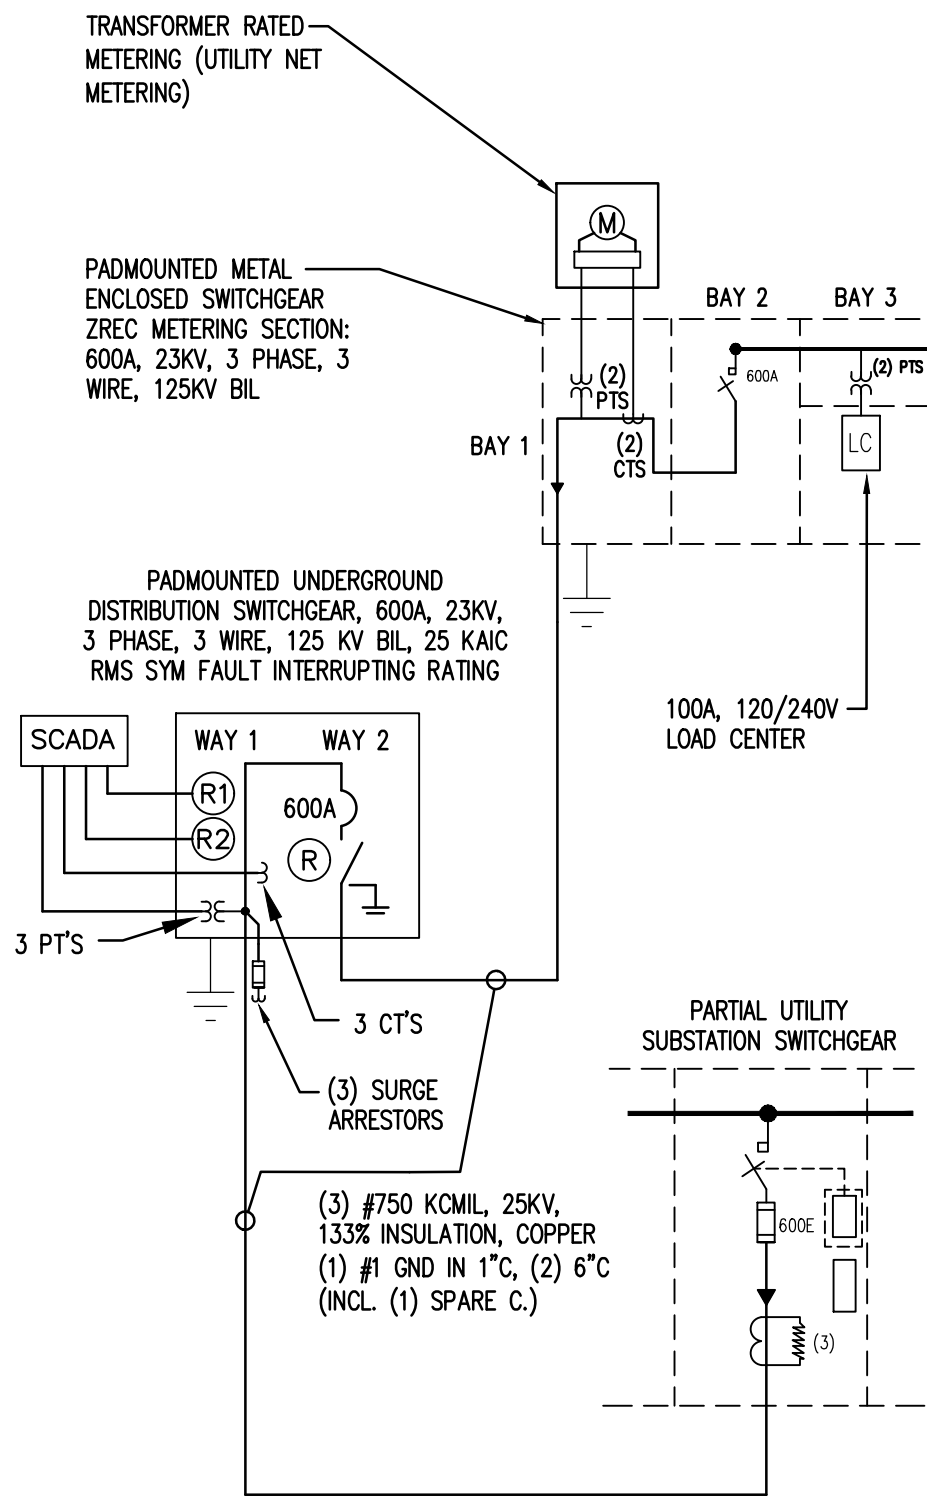 TRANSFORMER RATED
METERING (UTILITY NET
METERING)
M
PADMOUNTED METAL
ENCLOSED SWITCHGEAR
ZREC METERING SECTION:
600A, 23KV, 3 PHASE, 3
WIRE, 125KV BIL
BAY 2
BAY 3
(2)
PTS
600A
(2) PTS
BAY 1
(2)
CTS
LC
PADMOUNTED UNDERGROUND
DISTRIBUTION SWITCHGEAR, 600A, 23KV,
3 PHASE, 3 WIRE, 125 KV BIL, 25 KAIC
RMS SYM FAULT INTERRUPTING RATING
100A, 120/240V
LOAD CENTER
SCADA
WAY 1
WAY 2
R1
600A
R2
R
3 PT'S
3 CT'S
(3) SURGE
ARRESTORS
PARTIAL UTILITY
SUBSTATION SWITCHGEAR
(3) #750 KCMIL, 25KV,
133% INSULATION, COPPER
(1) #1 GND IN 1"C, (2) 6"C
(INCL. (1) SPARE C.)
600E
(3)